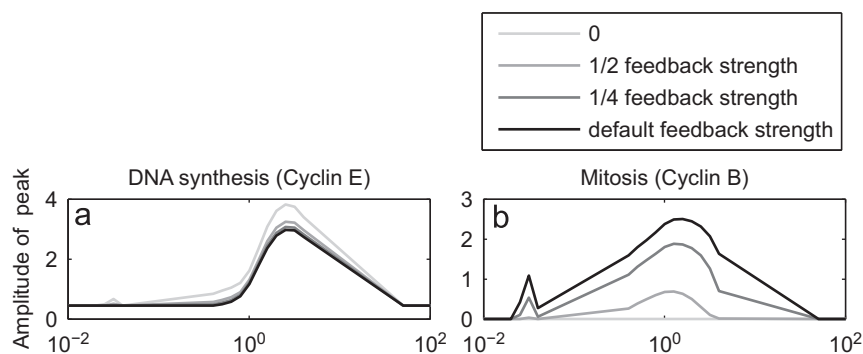 0
1/2 feedback strength
1/4 feedback strength
default feedback strength
DNA synthesis (Cyclin E)
Mitosis (Cyclin B)
Amplitude of peak
a
4
2
0
10^-2
10^0
10^2
b
3
2
1
0
10^-2
10^0
10^2